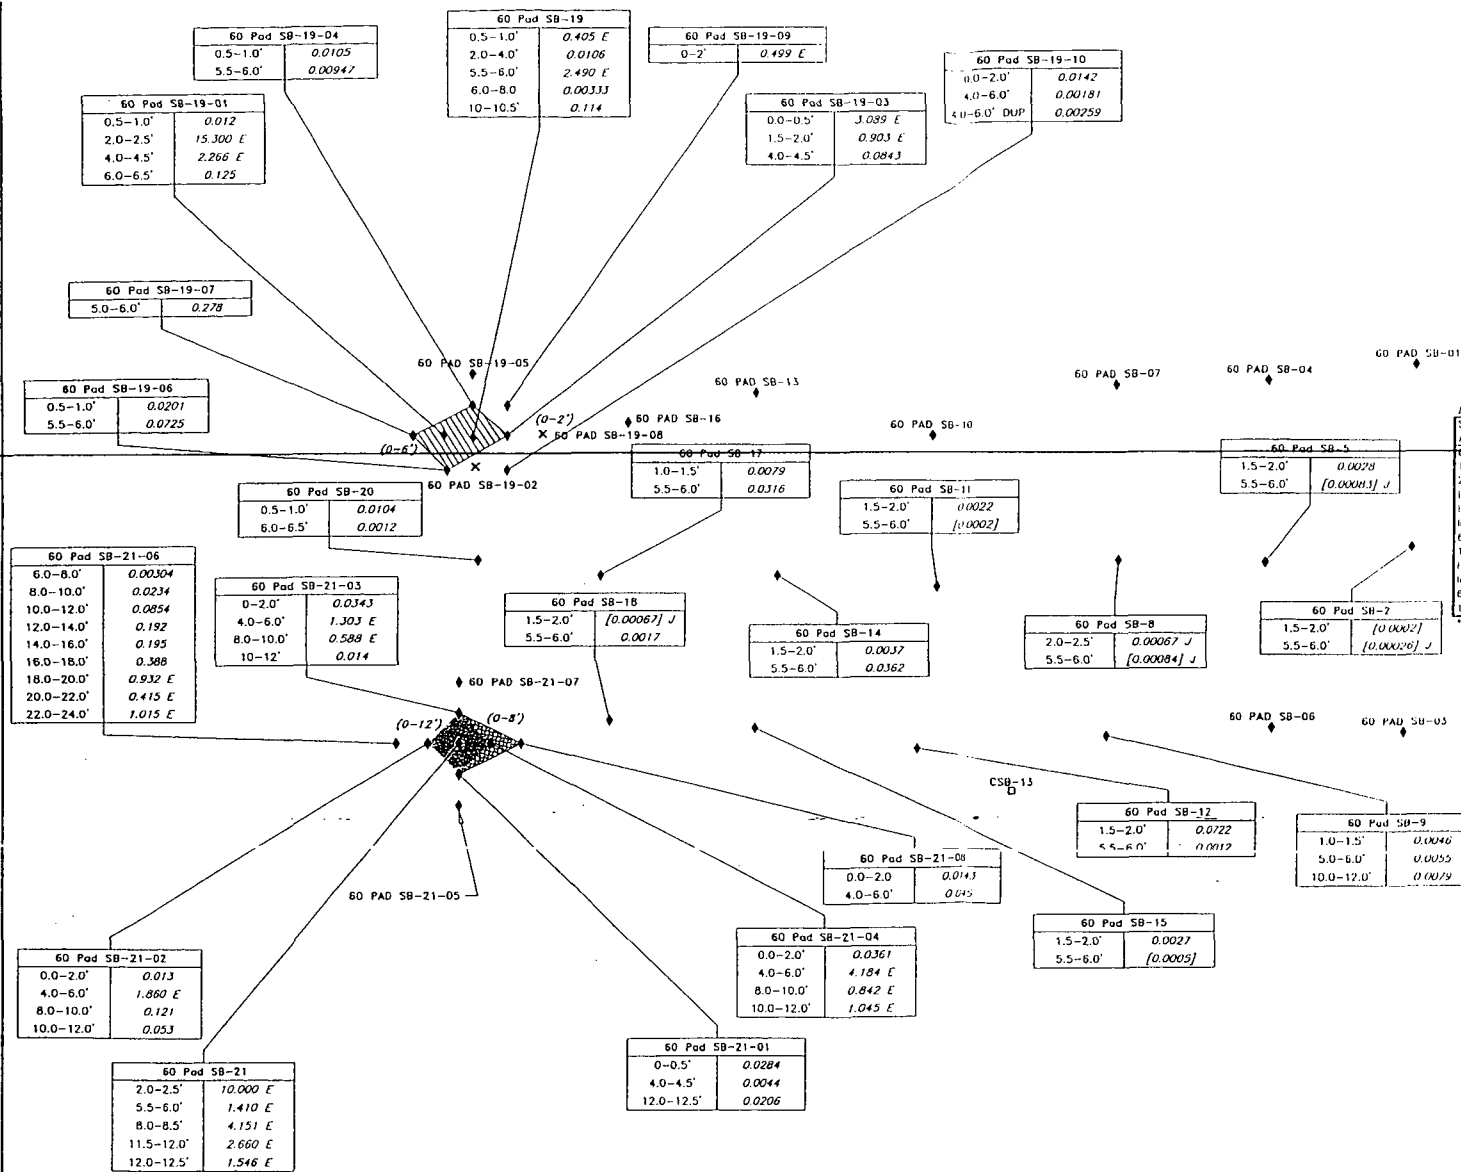 60 Pad SB-19-04
0.5-1.0' 0.0105
5.5-6.0' 0.00947
60 Pad SB-19
0.5-1.0' 0.405 E
2.0-4.0' 0.0106
5.5-6.0' 2.490 E
6.0-8.0 0.00333
10-10.5' 0.114
60 Pad SB-19-09
0-2' 0.499 E
60 Pad SB-19-10
0.0-2.0' 0.0142
4.0-6.0' 0.00181
4.0-6.0' DUP 0.00259
60 Pad SB-19-01
0.5-1.0' 0.012
2.0-2.5' 15.300 E
4.0-4.5' 2.266 E
6.0-6.5' 0.125
60 Pad SB-19-03
0.0-0.5' 3.089 E
1.5-2.0' 0.903 E
4.0-4.5' 0.0843
60 Pad SB-19-07
5.0-6.0' 0.278
60 PAD SB-19-05
60 PAD SB-13
60 PAD SB-07
60 PAD SB-04
60 PAD SB-01
60 Pad SB-19-06
0.5-1.0' 0.0201
5.5-6.0' 0.0725
(0-2')
60 PAD SB-16
60 PAD SB-19-08
60 PAD SB-10
(0-6')
60 PAD SB-19-02
60 Pad SB-17
1.0-1.5' 0.0079
5.5-6.0' 0.0316
60 Pad SB-5
1.5-2.0' 0.0028
5.5-6.0' [0.00083] J
60 Pad SB-20
0.5-1.0' 0.0104
6.0-6.5' 0.0012
60 Pad SB-11
1.5-2.0' 0.0022
5.5-6.0' [0.0002]
60 Pad SB-21-06
6.0-8.0' 0.00304
8.0-10.0' 0.0234
10.0-12.0' 0.0854
12.0-14.0' 0.192
14.0-16.0' 0.195
16.0-18.0' 0.388
18.0-20.0' 0.932 E
20.0-22.0' 0.415 E
22.0-24.0' 1.015 E
60 Pad SB-21-03
0-2.0' 0.0343
4.0-6.0' 1.303 E
8.0-10.0' 0.588 E
10-12' 0.014
60 Pad SB-18
1.5-2.0' [0.00067] J
5.5-6.0' 0.0017
60 Pad SB-14
1.5-2.0' 0.0037
5.5-6.0' 0.0362
60 Pad SB-8
2.0-2.5' 0.00067 J
5.5-6.0' [0.00084] J
60 Pad SB-2
1.5-2.0' [0.0002]
5.5-6.0' [0.00026] J
60 PAD SB-21-07
(0-12')
(0-8')
60 PAD SB-06
60 PAD SB-03
CSB-13
60 Pad SB-12
1.5-2.0' 0.0722
5.5-6.0' 0.0012
60 Pad SB-9
1.0-1.5' 0.0046
5.0-6.0' 0.0055
10.0-12.0' 0.0079
60 Pad SB-21-08
0.0-2.0 0.0143
4.0-6.0' 0.045
60 PAD SB-21-05
60 Pad SB-15
1.5-2.0' 0.0027
5.5-6.0' [0.0005]
60 Pad SB-21-04
0.0-2.0' 0.0361
4.0-6.0' 4.184 E
8.0-10.0' 0.842 E
10.0-12.0' 1.045 E
60 Pad SB-21-02
0.0-2.0' 0.013
4.0-6.0' 1.860 E
8.0-10.0' 0.121
10.0-12.0' 0.053
60 Pad SB-21-01
0-0.5' 0.0284
4.0-4.5' 0.0044
12.0-12.5' 0.0206
60 Pad SB-21
2.0-2.5' 10.000 E
5.5-6.0' 1.410 E
8.0-8.5' 4.151 E
11.5-12.0' 2.660 E
12.0-12.5' 1.546 E